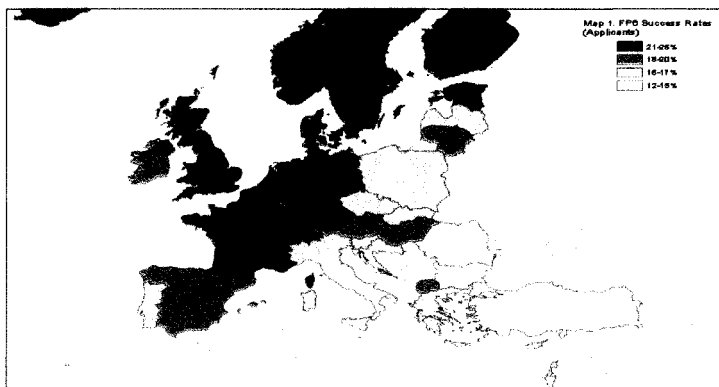 Map 1. FP6 Success Rates
(Applicants)
21-26%
18-20%
16-17%
12-15%